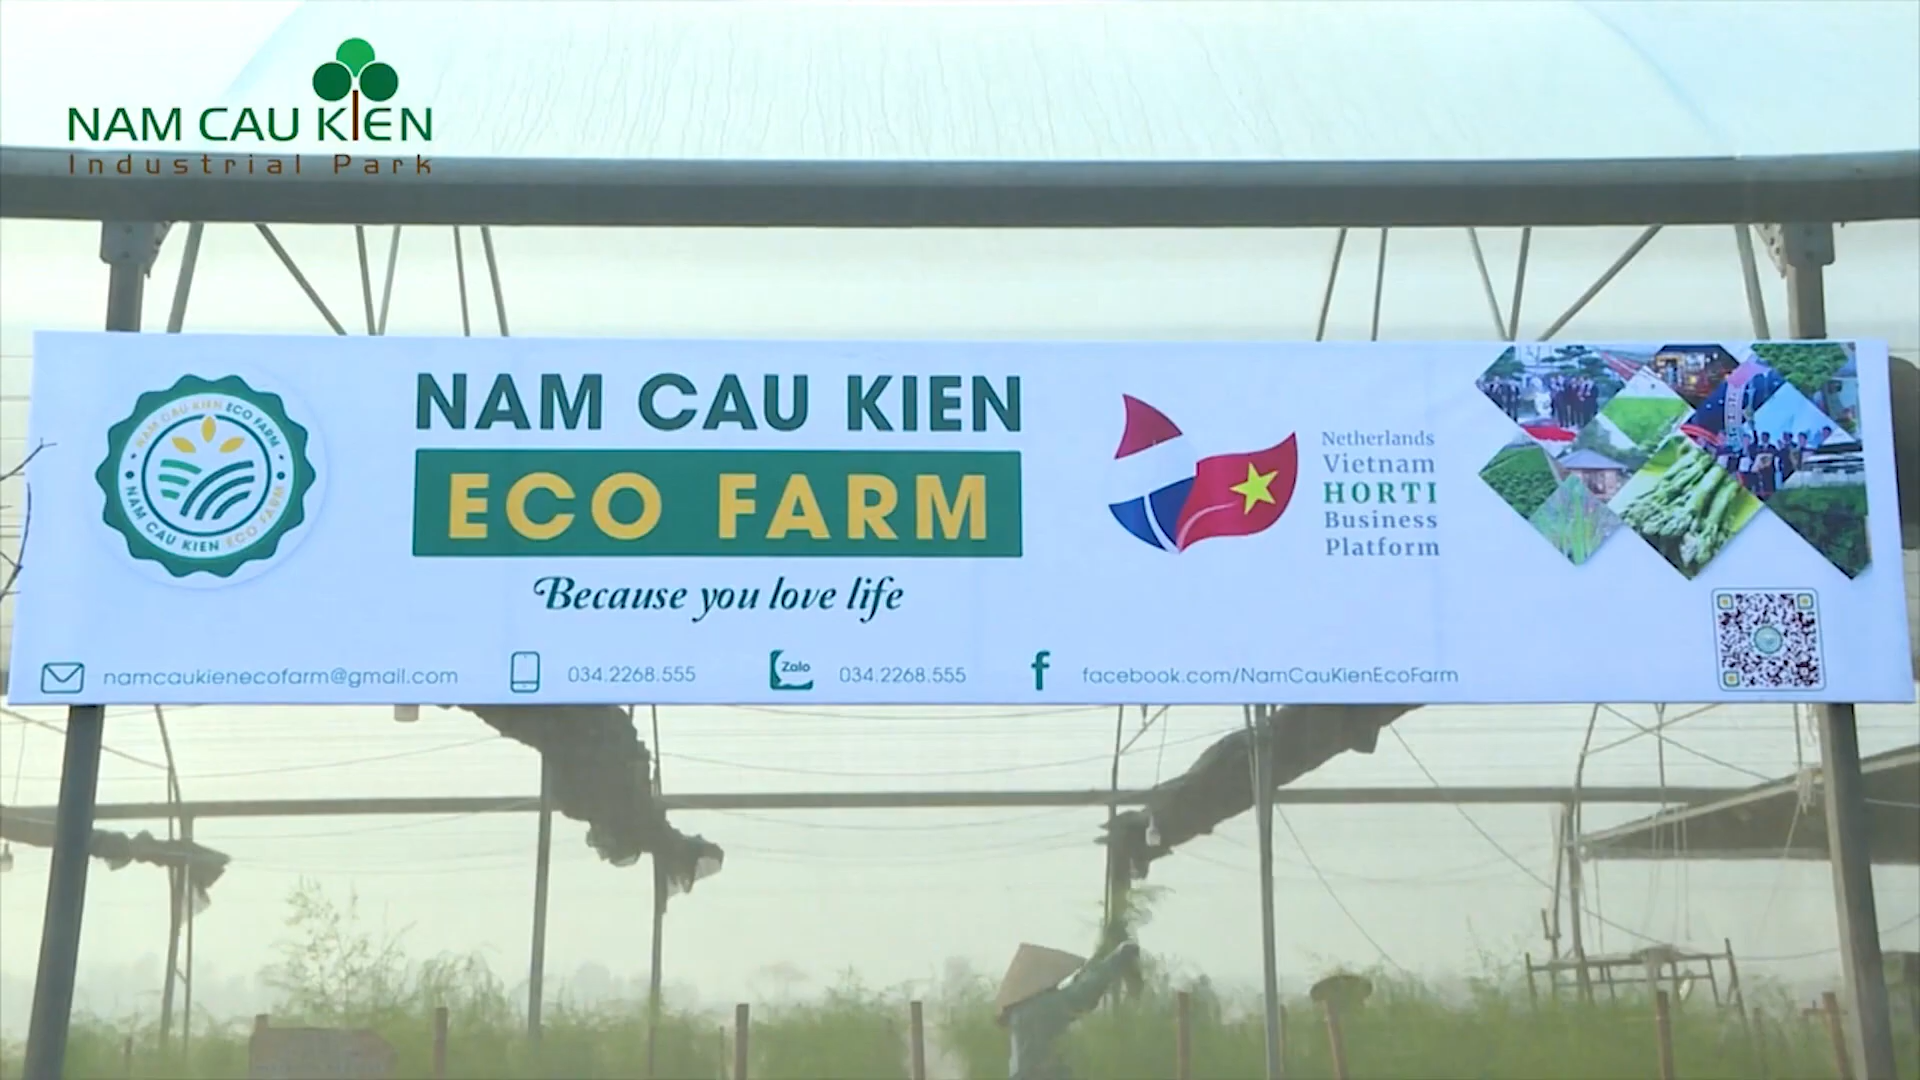 NAM CAU KIEN
Industrial Park
NAM CAU KIEN ECO FARM
NAM CAU KIEN ECO FARM
NAM CAU KIEN
ECO FARM
Because you love life
Netherlands
Vietnam
HORTI
Business
Platform
namcaukienecofarm@gmail.com
034.2268.555
Zalo
034.2268.555
facebook.com/NamCauKienEcoFarm